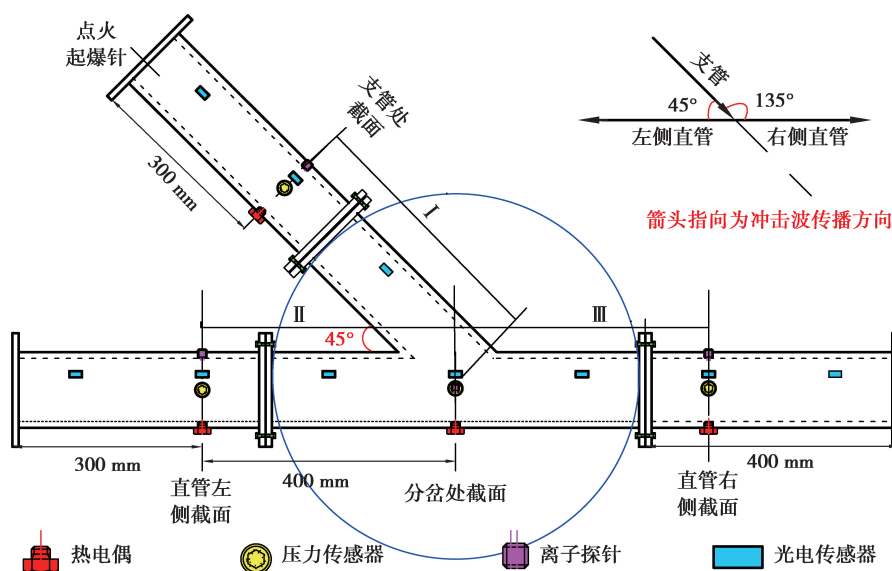 点火
起爆针
支管处
截面
300 mm
I
支管
45°
135°
左侧直管
右侧直管
箭头指向为冲击波传播方向
II
III
45°
300 mm
400 mm
400 mm
直管左
侧截面
分岔处截面
直管右
侧截面
热电偶
压力传感器
离子探针
光电传感器